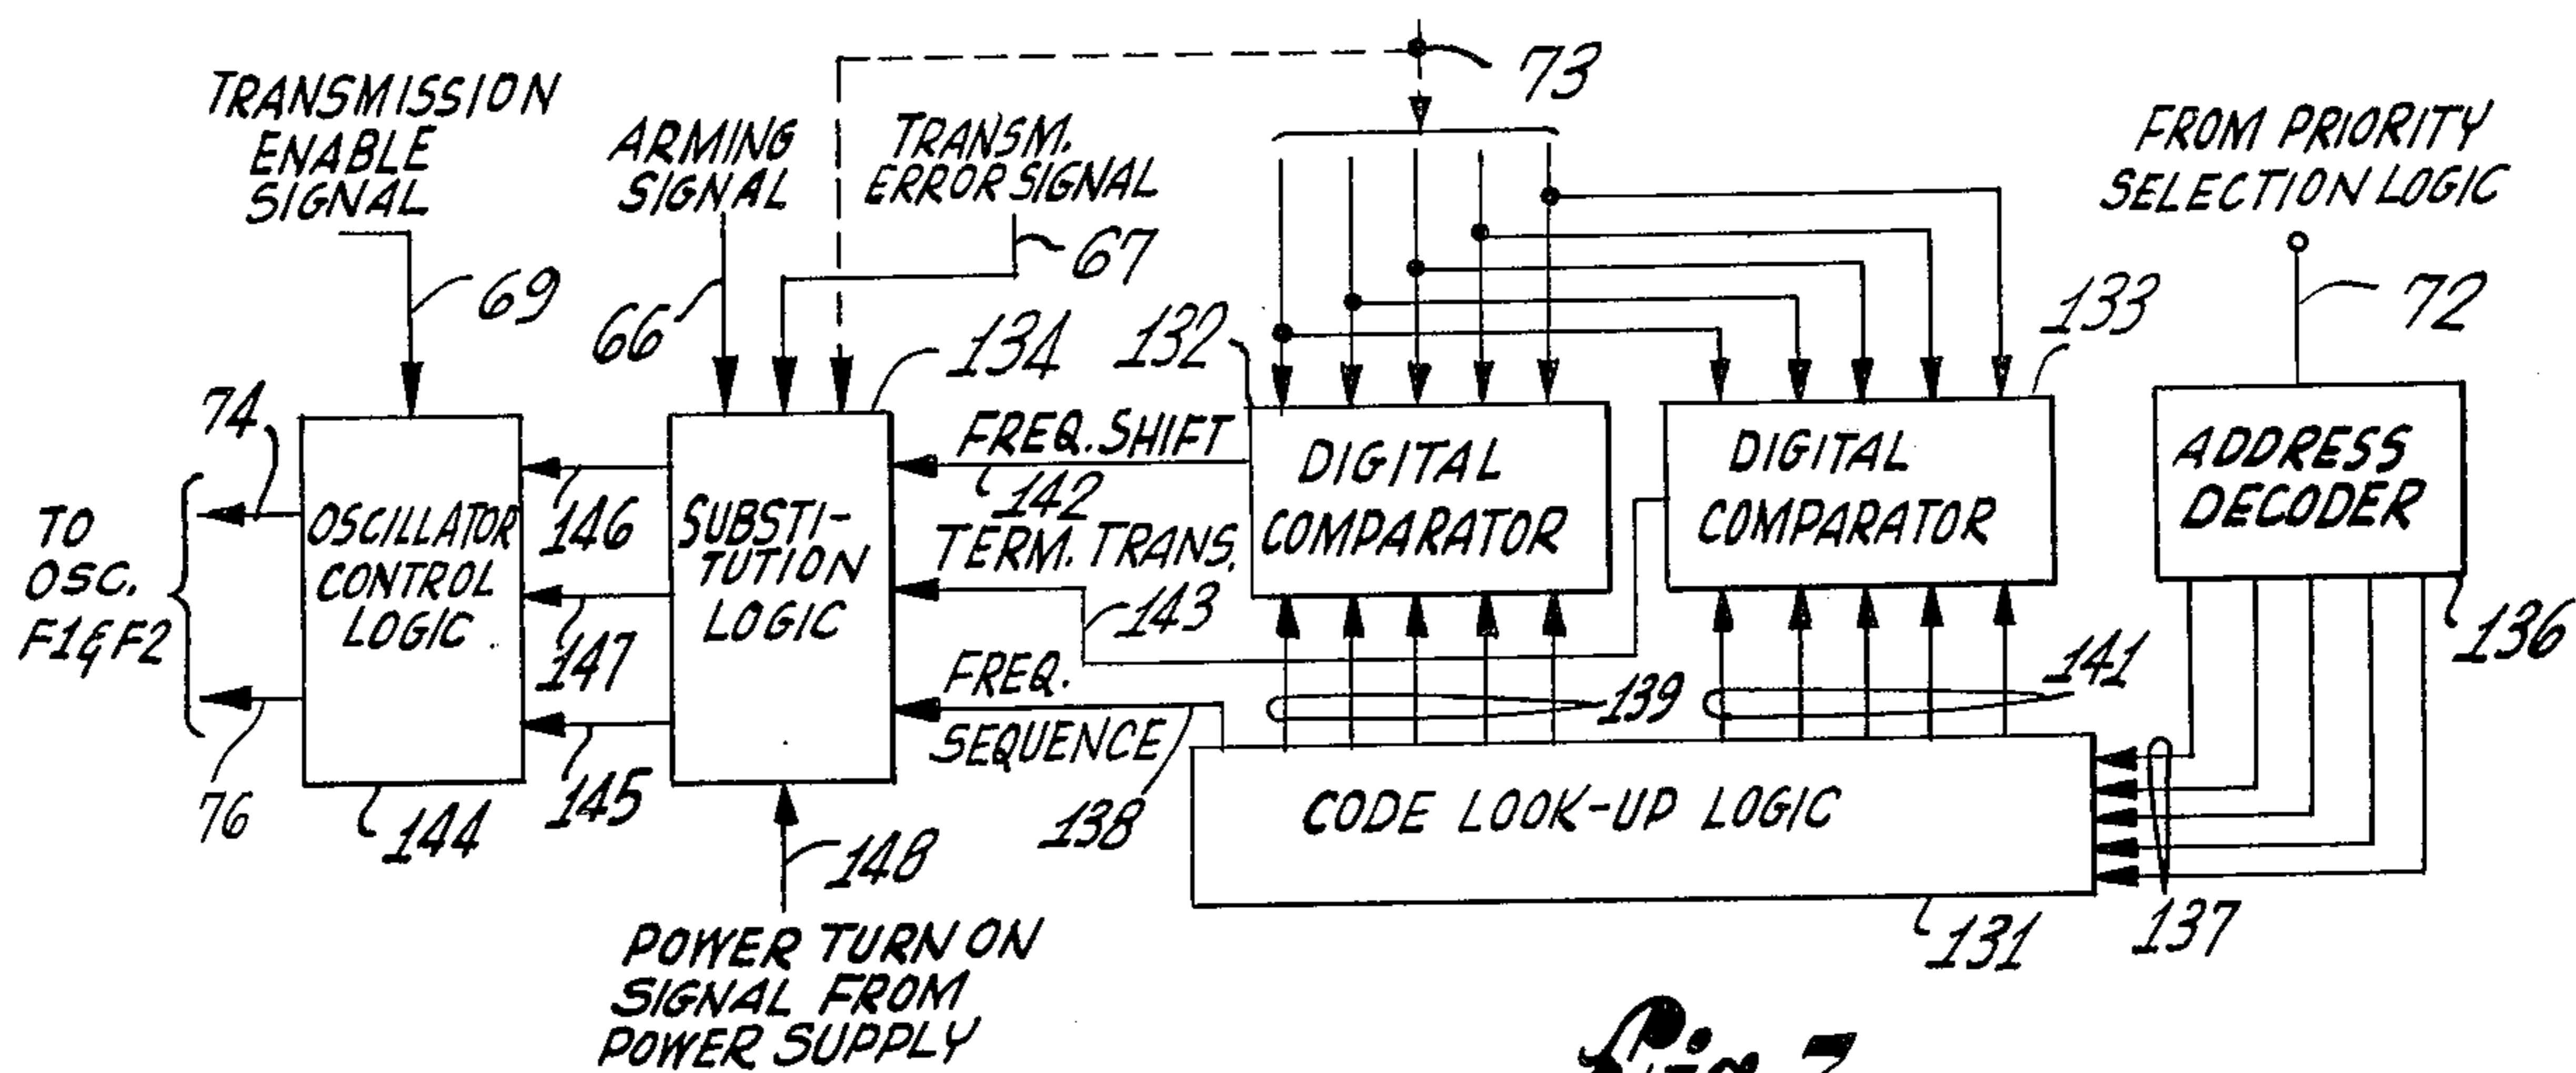 73
TRANSMISSION
ENABLE
SIGNAL
69
ARMING
SIGNAL
66
TRANSM.
ERROR SIGNAL
67
FROM PRIORITY
SELECTION LOGIC
72
132
133
134
74
TO
OSC.
F1 & F2
76
OSCILLATOR
CONTROL
LOGIC
144
146
147
145
SUBSTI-
TUTION
LOGIC
FREQ. SHIFT
142
TERM. TRANS.
143
FREQ.
SEQUENCE
138
DIGITAL
COMPARATOR
DIGITAL
COMPARATOR
ADDRESS
DECODER
136
139
141
137
CODE LOOK-UP LOGIC
131
148
POWER TURN ON
SIGNAL FROM
POWER SUPPLY